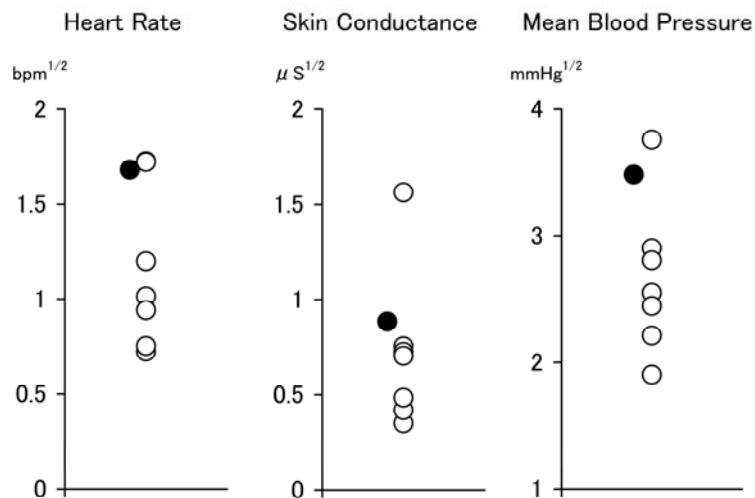 Heart Rate
bpm1/2
2
1.5
1
0.5
0
Skin Conductance
μ S1/2
2
1.5
1
0.5
0
Mean Blood Pressure
mmHg1/2
4
3
2
1